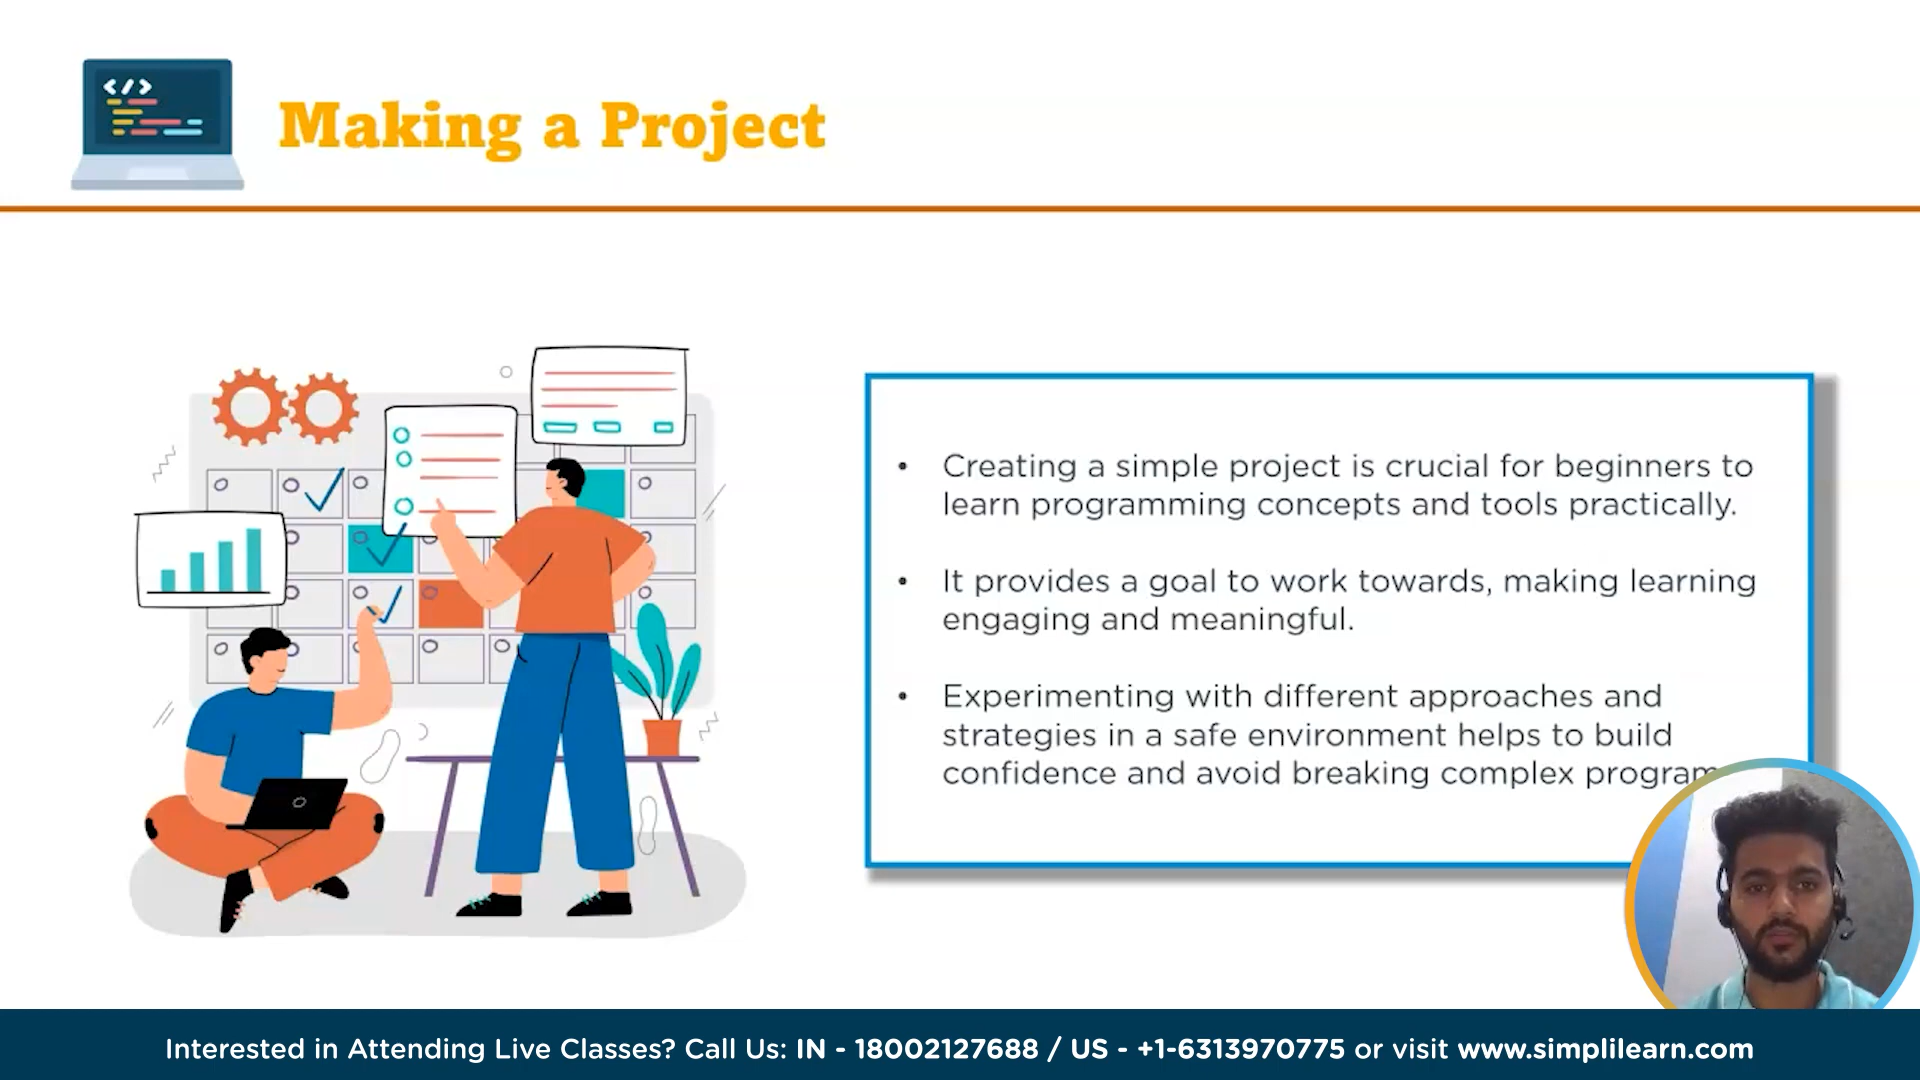 </>
Making a Project
• Creating a simple project is crucial for beginners to
learn programming concepts and tools practically.
• It provides a goal to work towards, making learning
engaging and meaningful.
• Experimenting with different approaches and
strategies in a safe environment helps to build
confidence and avoid breaking complex
Interested in Attending Live Classes? Call Us: IN - 18002127688 / US - +1-6313970775 or visit www.simplilearn.com